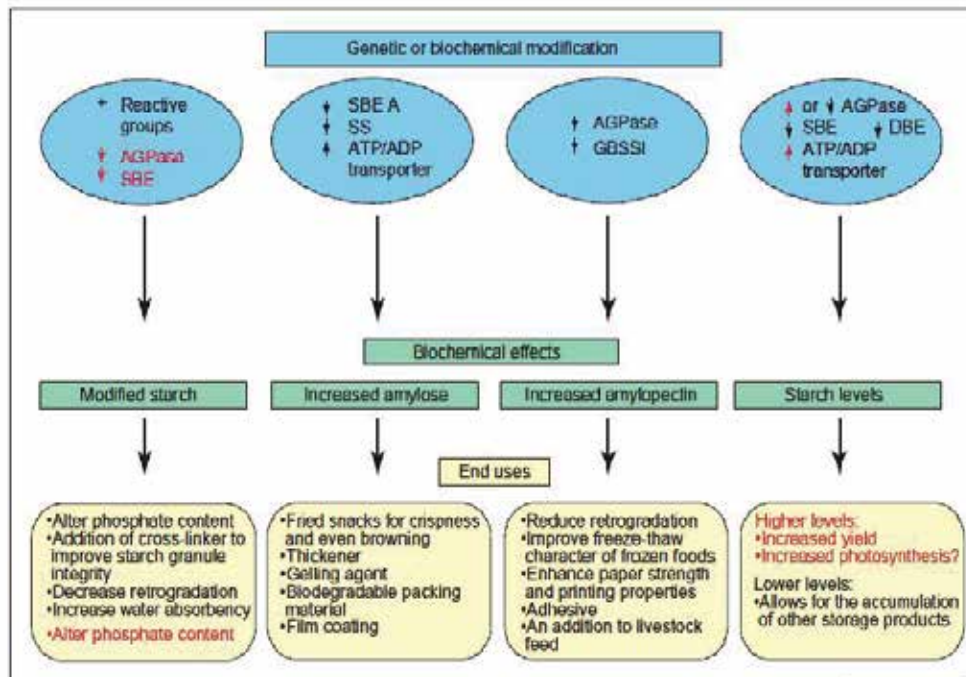 Genetic or biochemical modification
Reactive
groups
AGPase
SBE
↓ SBE A
↓ SS
↑ ATP/ADP
transporter
AGPase
GBSSI
↑ or ↓ AGPase
↓ SBE ↓ DBE
↑ ATP/ADP
transporter
Biochemical effects
Modified starch
Increased amylose
Increased amylopectin
Starch levels
End uses
•Alter phosphate content
•Addition of cross-linker to
improve starch granule
integrity
•Decrease retrogradation
•Increase water absorbency
•Alter phosphate content
•Fried snacks for crispness
and even browning
•Thickener
•Gelling agent
•Biodegradable packing
material
•Film coating
•Reduce retrogradation
•Improve freeze-thaw
character of frozen foods
•Enhance paper strength
and printing properties
•Adhesive
•An addition to livestock
feed
Higher levels:
•Increased yield
•Increased photosynthesis?
Lower levels:
•Allows for the accumulation
of other storage products